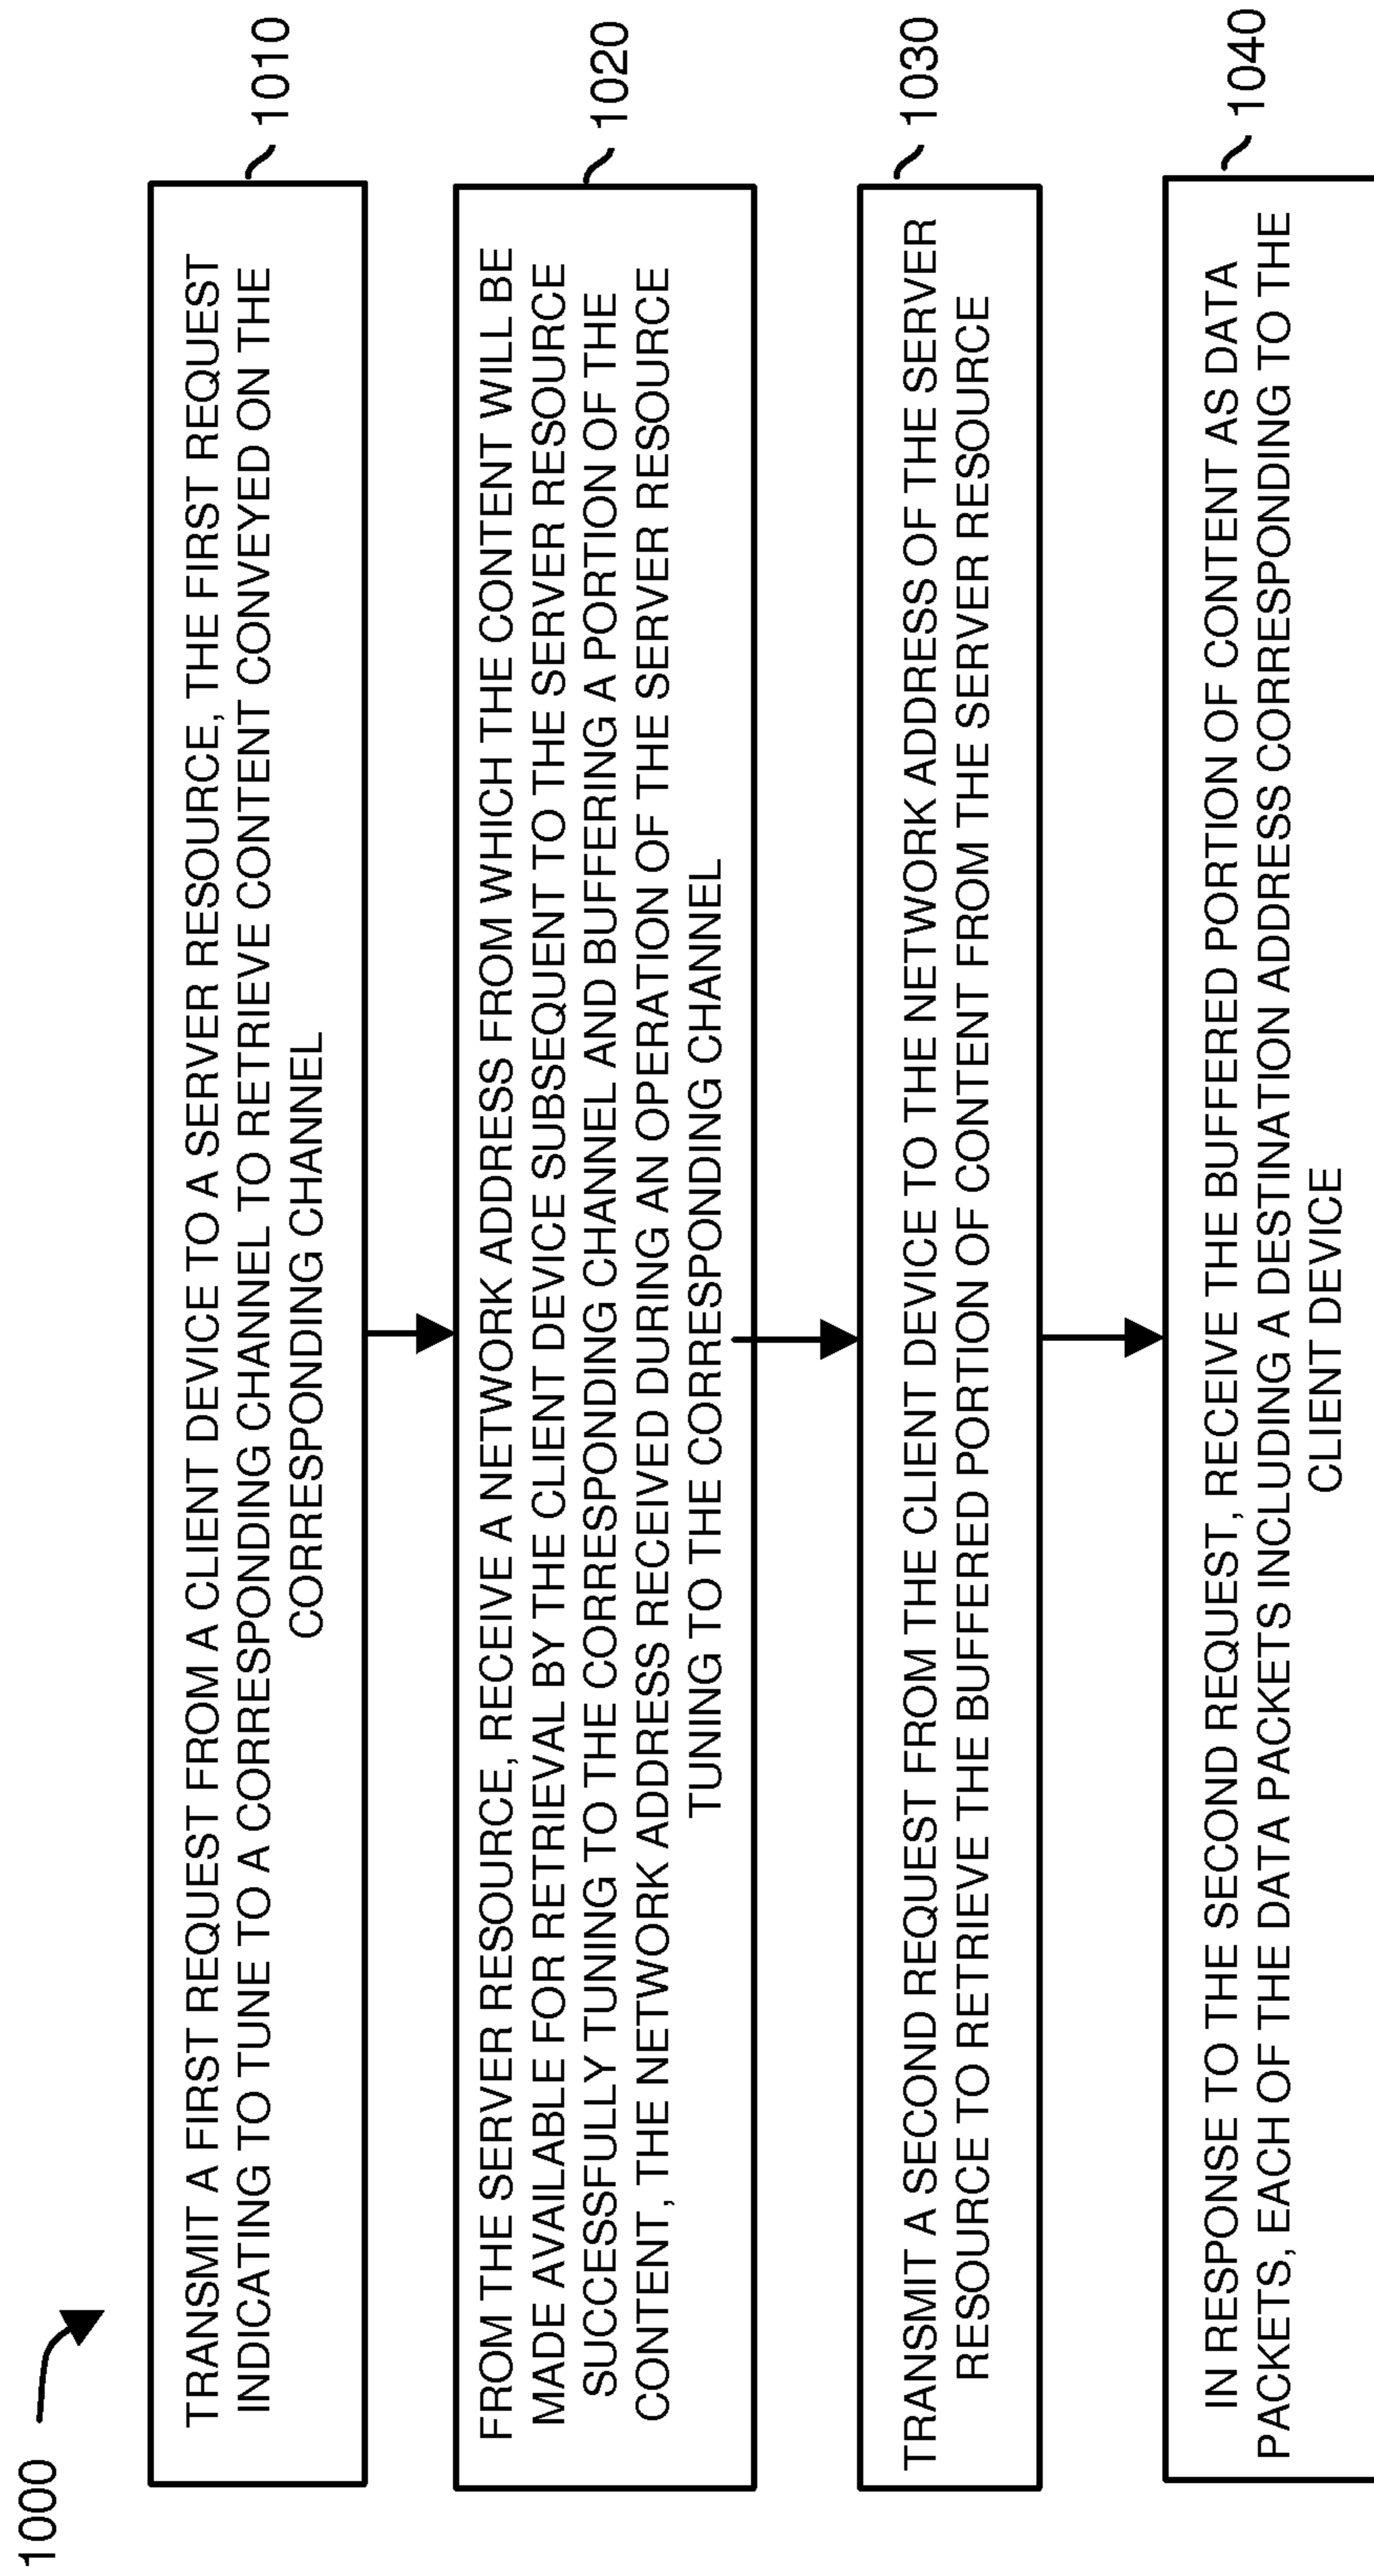 1000
TRANSMIT A FIRST REQUEST FROM A CLIENT DEVICE TO A SERVER RESOURCE, THE FIRST REQUEST
INDICATING TO TUNE TO A CORRESPONDING CHANNEL TO RETRIEVE CONTENT CONVEYED ON THE
CORRESPONDING CHANNEL
1010
FROM THE SERVER RESOURCE, RECEIVE A NETWORK ADDRESS FROM WHICH THE CONTENT WILL BE
MADE AVAILABLE FOR RETRIEVAL BY THE CLIENT DEVICE SUBSEQUENT TO THE SERVER RESOURCE
SUCCESSFULLY TUNING TO THE CORRESPONDING CHANNEL AND BUFFERING A PORTION OF THE
CONTENT, THE NETWORK ADDRESS RECEIVED DURING AN OPERATION OF THE SERVER RESOURCE
TUNING TO THE CORRESPONDING CHANNEL
1020
TRANSMIT A SECOND REQUEST FROM THE CLIENT DEVICE TO THE NETWORK ADDRESS OF THE SERVER
RESOURCE TO RETRIEVE THE BUFFERED PORTION OF CONTENT FROM THE SERVER RESOURCE
1030
IN RESPONSE TO THE SECOND REQUEST, RECEIVE THE BUFFERED PORTION OF CONTENT AS DATA
PACKETS, EACH OF THE DATA PACKETS INCLUDING A DESTINATION ADDRESS CORRESPONDING TO THE
CLIENT DEVICE
1040